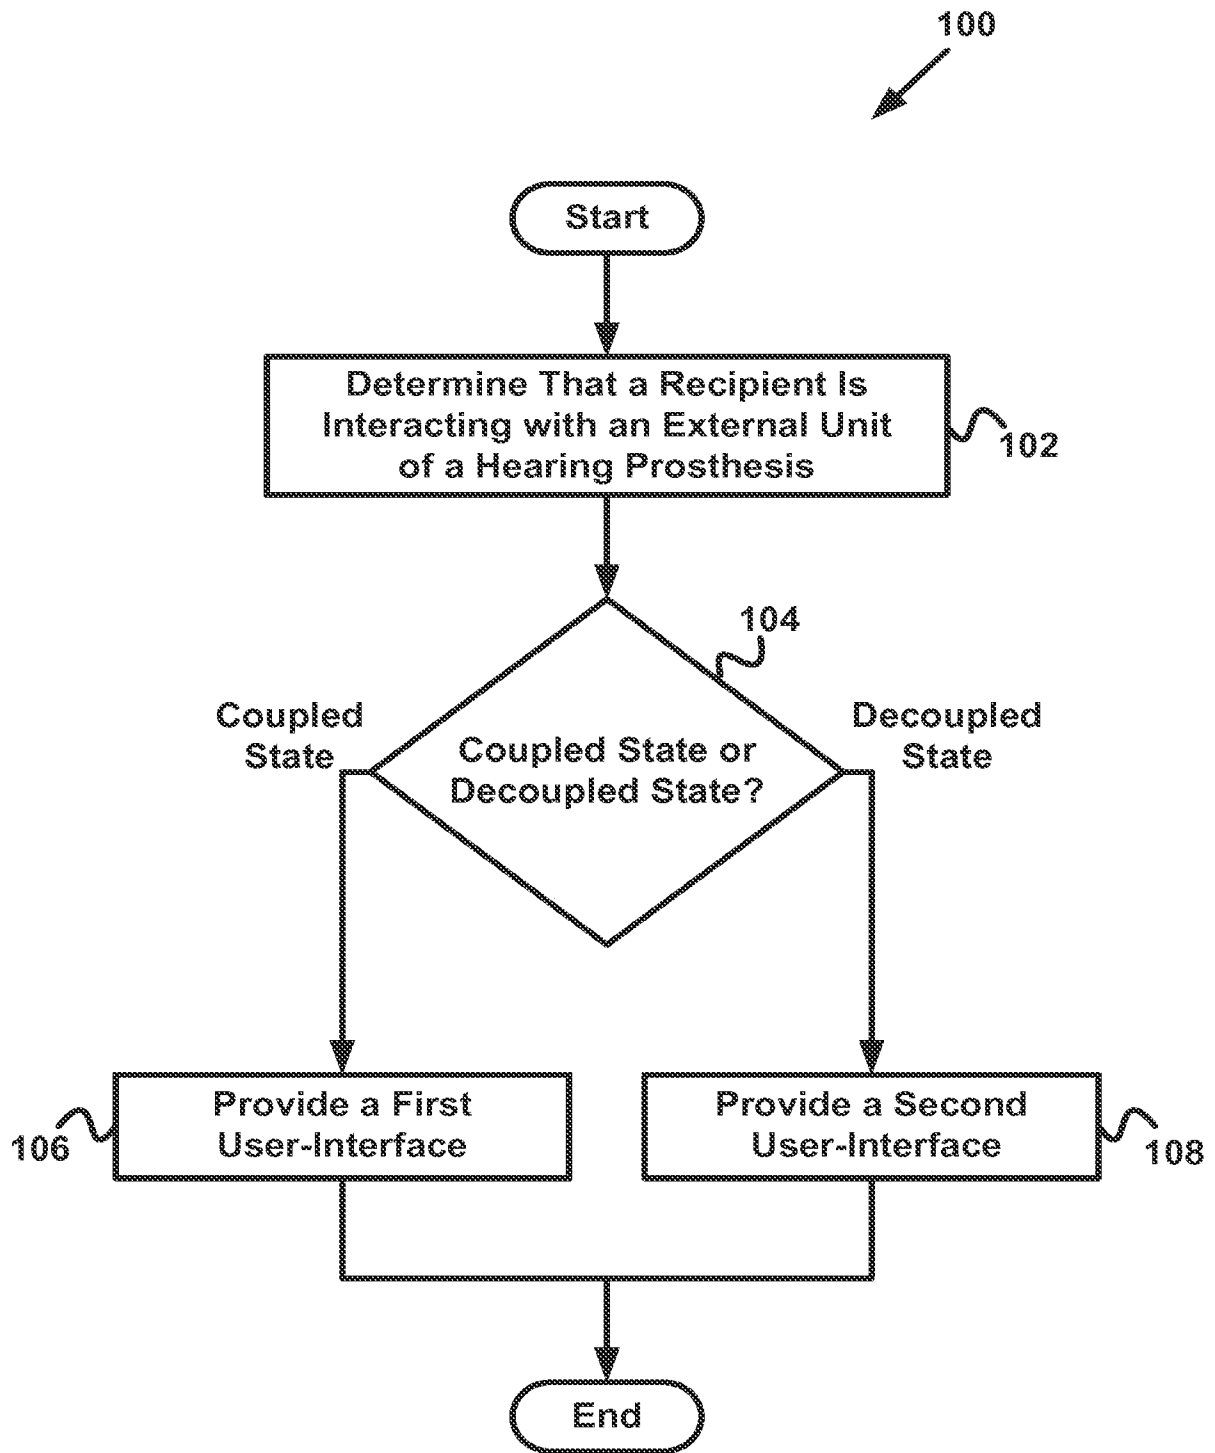 100
Start
Determine That a Recipient Is
Interacting with an External Unit
of a Hearing Prosthesis
102
104
Coupled
State
Coupled State or
Decoupled State?
Decoupled
State
Provide a First
User-Interface
106
Provide a Second
User-Interface
108
End